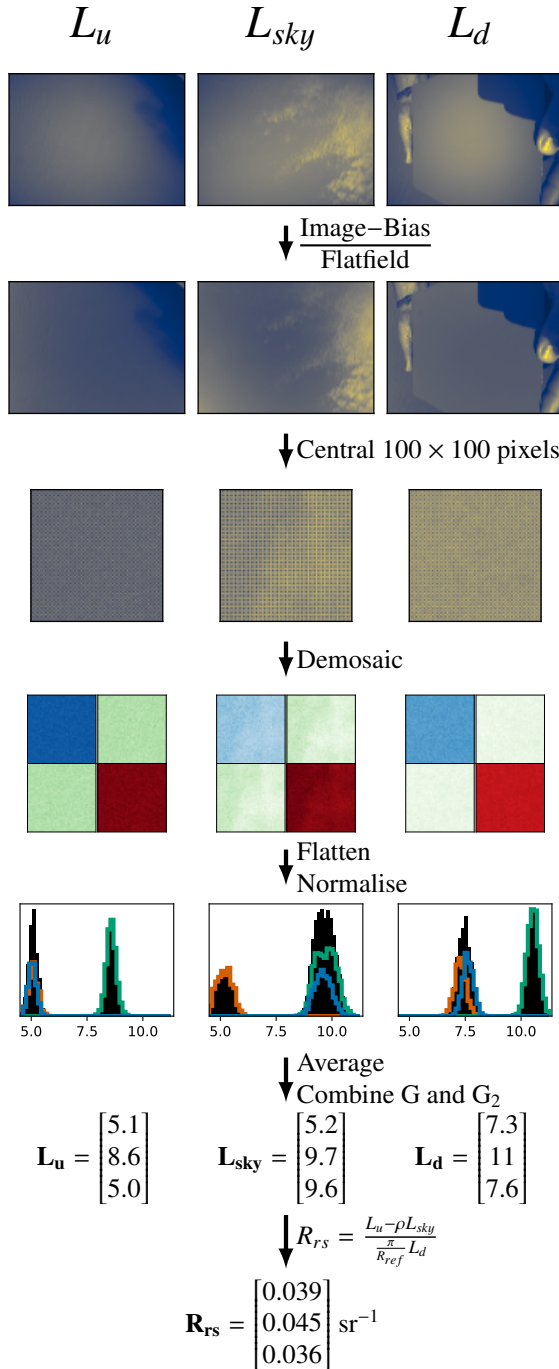 L_u L_sky L_d
Image−Bias
Flatfield
Central 100 × 100 pixels
Demosaic
Flatten
Normalise
5.0 7.5 10.0 5.0 7.5 10.0 5.0 7.5 10.0
Average
Combine G and G₂
L_u = [5.1 8.6 5.0] L_sky = [5.2 9.7 9.6] L_d = [7.3 11 7.6]
R_rs = (L_u−ρL_sky) / (π/R_ref L_d)
R_rs = [0.039 0.045 0.036] sr⁻¹